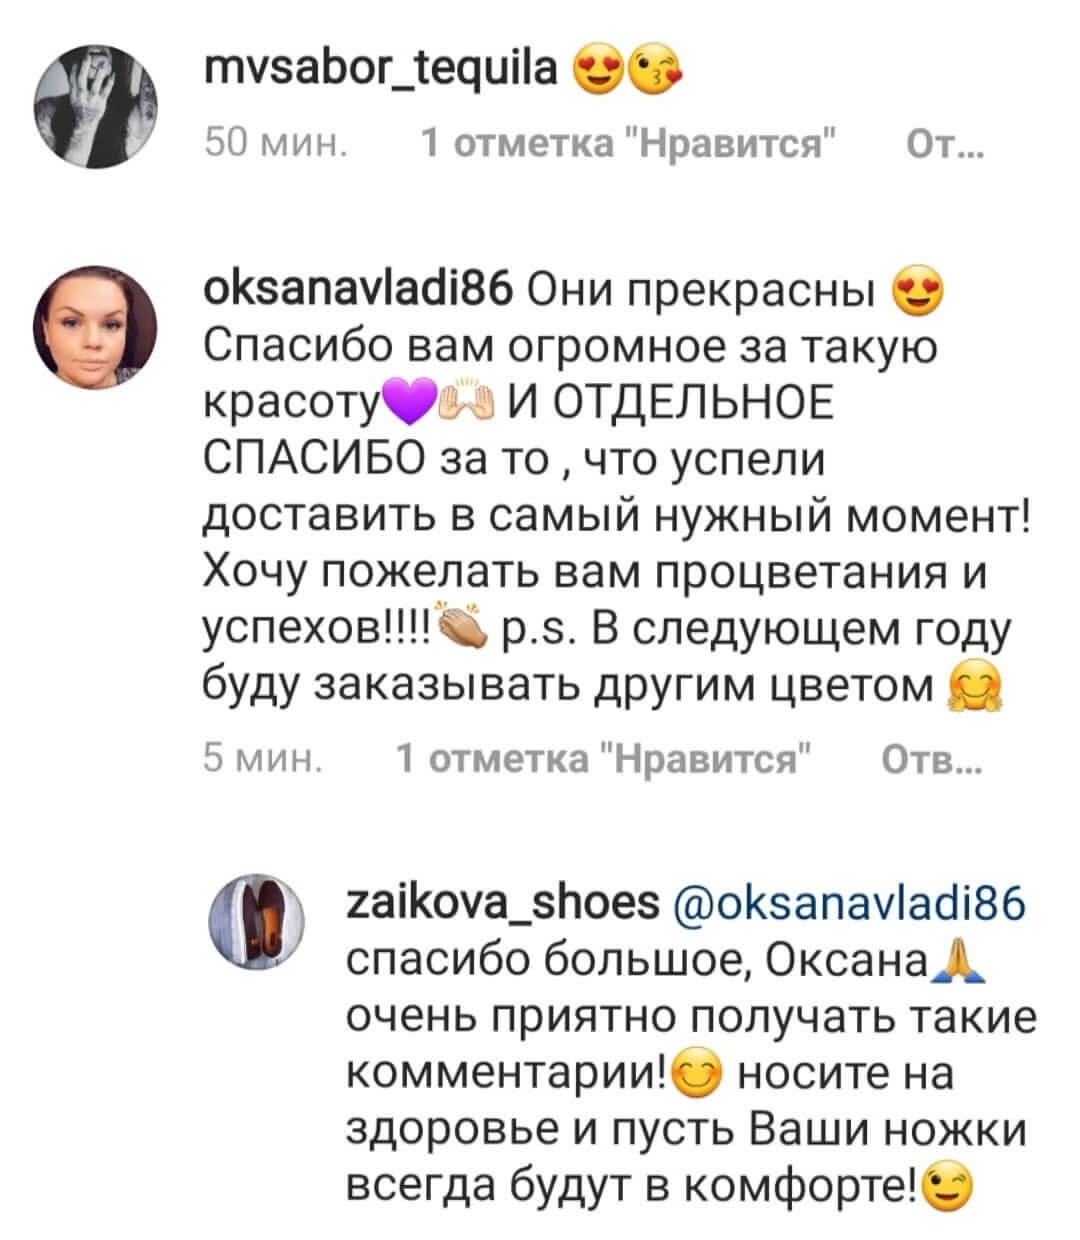 mvsabor_tequila 😍😘
50 мин. 1 отметка "Нравится" От...
oksanavladi86 Они прекрасны 😍
Спасибо вам огромное за такую
красоту💜🙌🏻 И ОТДЕЛЬНОЕ
СПАСИБО за то , что успели
доставить в самый нужный момент!
Хочу пожелать вам процветания и
успехов!!!!👏🏼 p.s. В следующем году
буду заказывать другим цветом 🤗
5 мин. 1 отметка "Нравится" Отв...
zaikova_shoes @oksanavladi86
спасибо большое, Оксана🙏
очень приятно получать такие
комментарии!😊 носите на
здоровье и пусть Ваши ножки
всегда будут в комфорте!😉